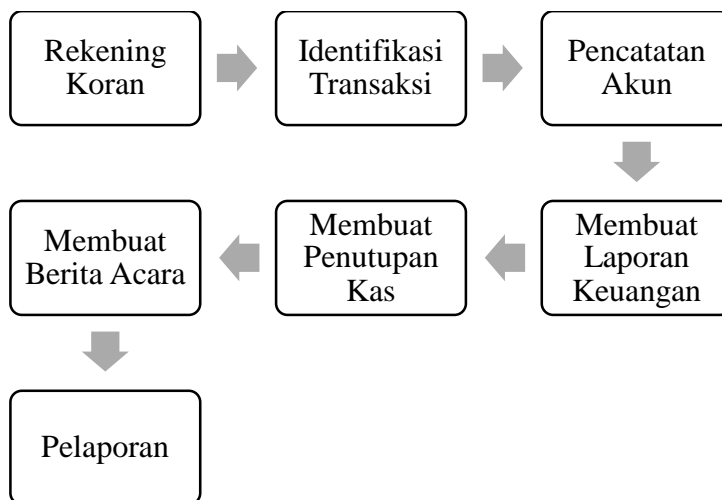 Rekening
Koran
Identifikasi
Transaksi
Pencatatan
Akun
Membuat
Laporan
Keuangan
Membuat
Penutupan
Kas
Membuat
Berita Acara
Pelaporan